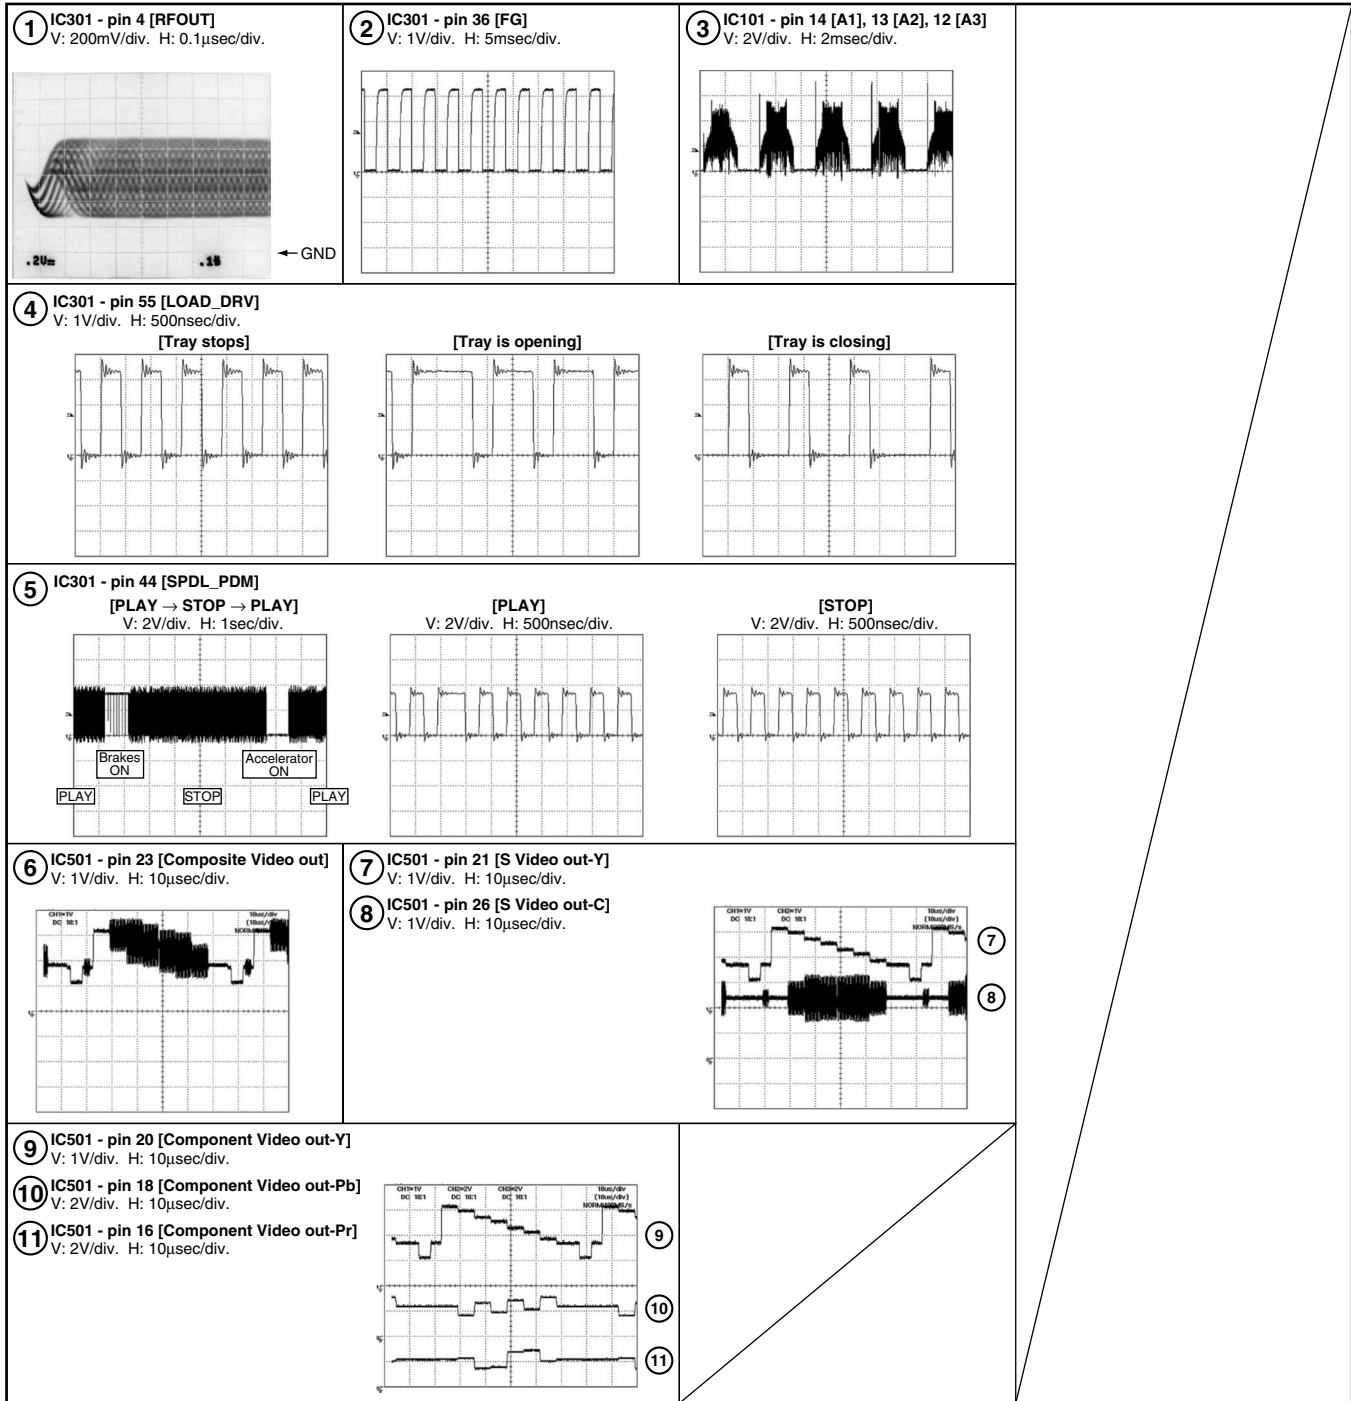 1 IC301 - pin 4 [RFOUT]
V: 200mV/div. H: 0.1μsec/div.
.2V=
← GND
2 IC301 - pin 36 [FG]
V: 1V/div. H: 5msec/div.
3 IC101 - pin 14 [A1], 13 [A2], 12 [A3]
V: 2V/div. H: 2msec/div.
4 IC301 - pin 55 [LOAD_DRV]
V: 1V/div. H: 500nsec/div.
[Tray stops]
[Tray is opening]
[Tray is closing]
5 IC301 - pin 44 [SPDL_PDM]
[PLAY → STOP → PLAY]
V: 2V/div. H: 1sec/div.
Brakes
ON
Accelerator
ON
PLAY
STOP
PLAY
[PLAY]
V: 2V/div. H: 500nsec/div.
[STOP]
V: 2V/div. H: 500nsec/div.
6 IC501 - pin 23 [Composite Video out]
V: 1V/div. H: 10μsec/div.
CH1=1V
DC 10:1
10us/div
(10us/div)
7 IC501 - pin 21 [S Video out-Y]
V: 1V/div. H: 10μsec/div.
8 IC501 - pin 26 [S Video out-C]
V: 1V/div. H: 10μsec/div.
CH1=1V CH2=1V 10us/div
DC 10:1 DC 10:1 (10us/div)
7
8
9 IC501 - pin 20 [Component Video out-Y]
V: 1V/div. H: 10μsec/div.
10 IC501 - pin 18 [Component Video out-Pb]
V: 2V/div. H: 10μsec/div.
11 IC501 - pin 16 [Component Video out-Pr]
V: 2V/div. H: 10μsec/div.
CH1=1V CH2=2V CH3=2V 10us/div
DC 10:1 DC 10:1 DC 10:1 (10us/div)
9
10
11